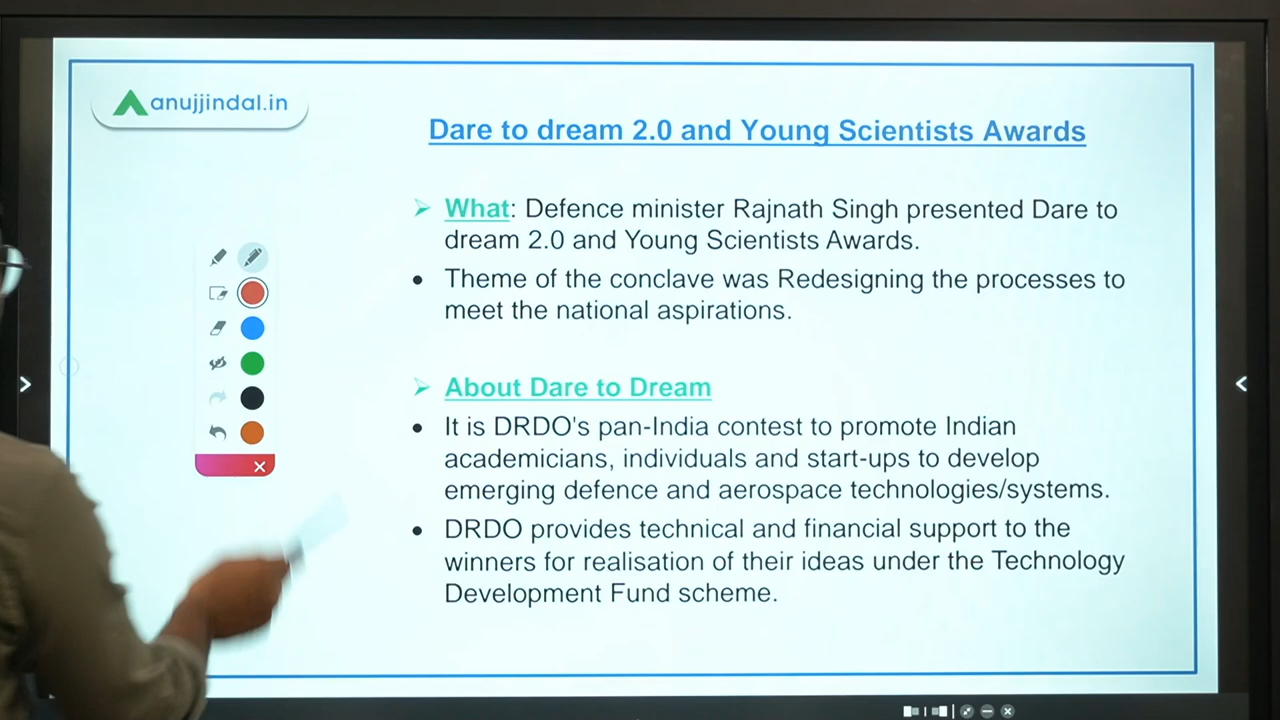 anujjindal.in
Dare to dream 2.0 and Young Scientists Awards
What: Defence minister Rajnath Singh presented Dare to
dream 2.0 and Young Scientists Awards.
Theme of the conclave was Redesigning the processes to
meet the national aspirations.
About Dare to Dream
It is DRDO's pan-India contest to promote Indian
academicians, individuals and start-ups to develop
emerging defence and aerospace technologies/systems.
DRDO provides technical and financial support to the
winners for realisation of their ideas under the Technology
Development Fund scheme.